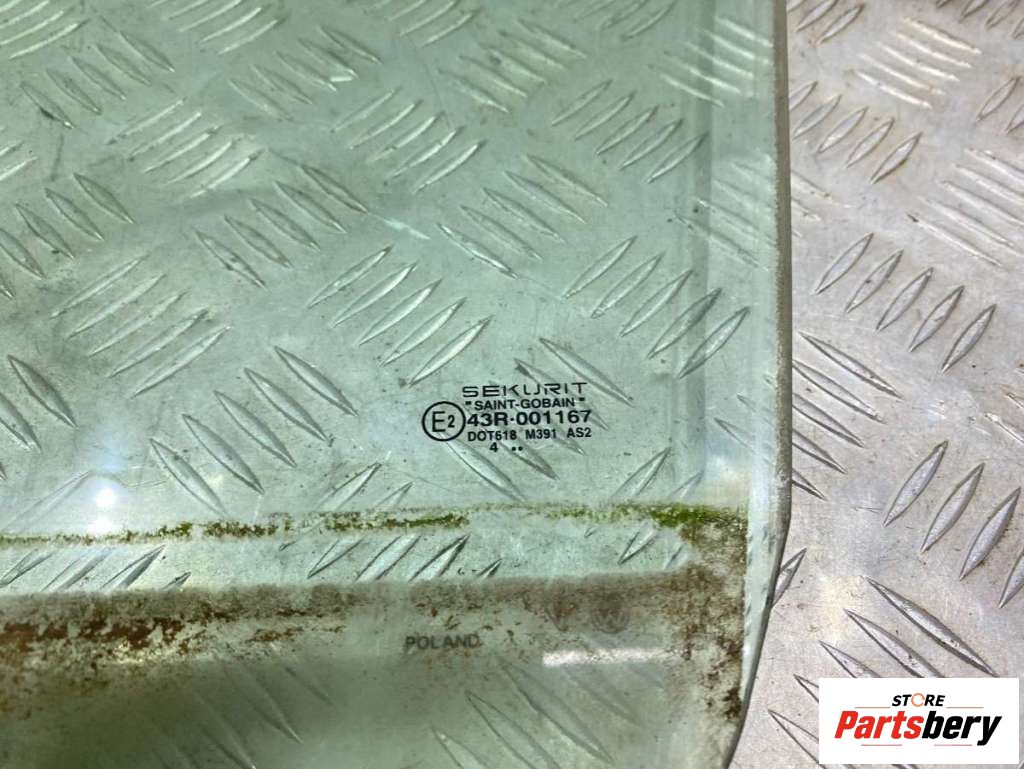 SEKURIT
"SAINT-GOBAIN"
E2 43R-001167
DOT618 M391 AS2
4 ..
POLAND
STORE
Partsbery